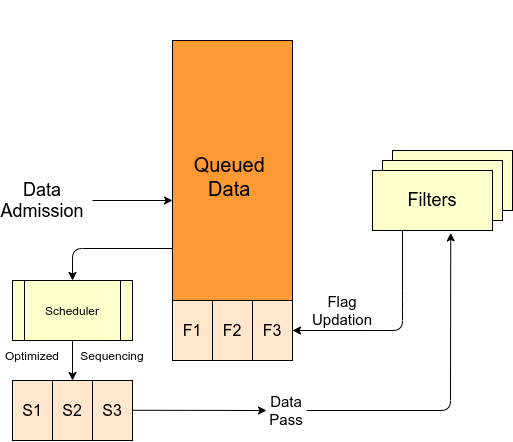 Queued
Data
Data
Admission
Filters
Scheduler
F1 F2 F3
Flag
Updation
Optimized Sequencing
S1 S2 S3
Data
Pass